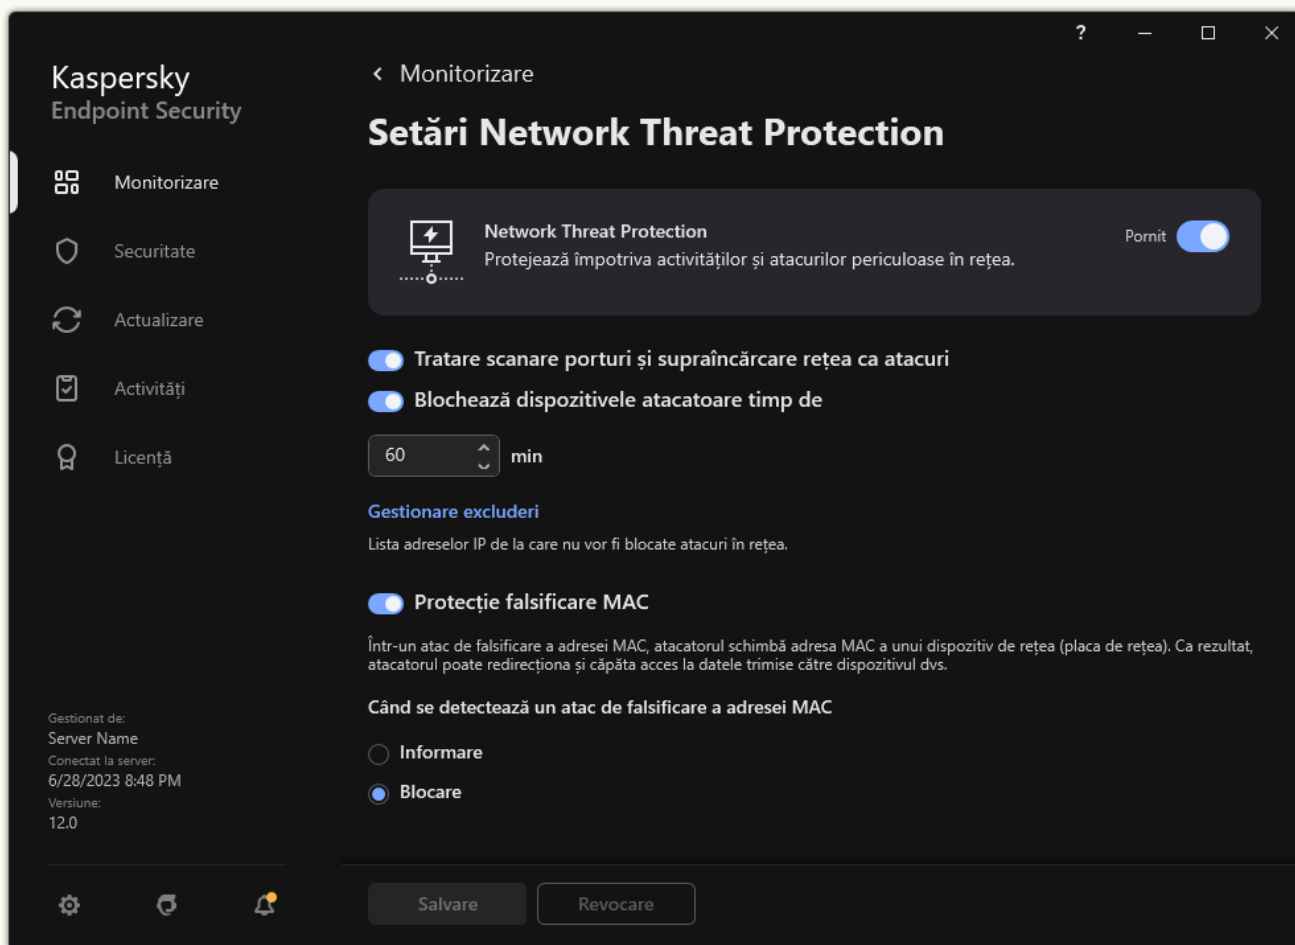 ?
Kaspersky
Endpoint Security
Monitorizare
Securitate
Actualizare
Activități
Licență
Gestionat de:
Server Name
Conectat la server:
6/28/2023 8:48 PM
Versiune:
12.0
Monitorizare
Setări Network Threat Protection
Network Threat Protection
Protejează împotriva activităților și atacurilor periculoase în rețea.
Pornit
Tratare scanare porturi și supraîncărcare rețea ca atacuri
Blochează dispozitivele atacatoare timp de
60 min
Gestionare excluderi
Lista adreselor IP de la care nu vor fi blocate atacuri în rețea.
Protecție falsificare MAC
Într-un atac de falsificare a adresei MAC, atacatorul schimbă adresa MAC a unui dispozitiv de rețea (placa de rețea). Ca rezultat,
atacatorul poate redirecționa și căpăta acces la datele trimise către dispozitivul dvs.
Când se detectează un atac de falsificare a adresei MAC
Informare
Blocare
Salvare
Revocare